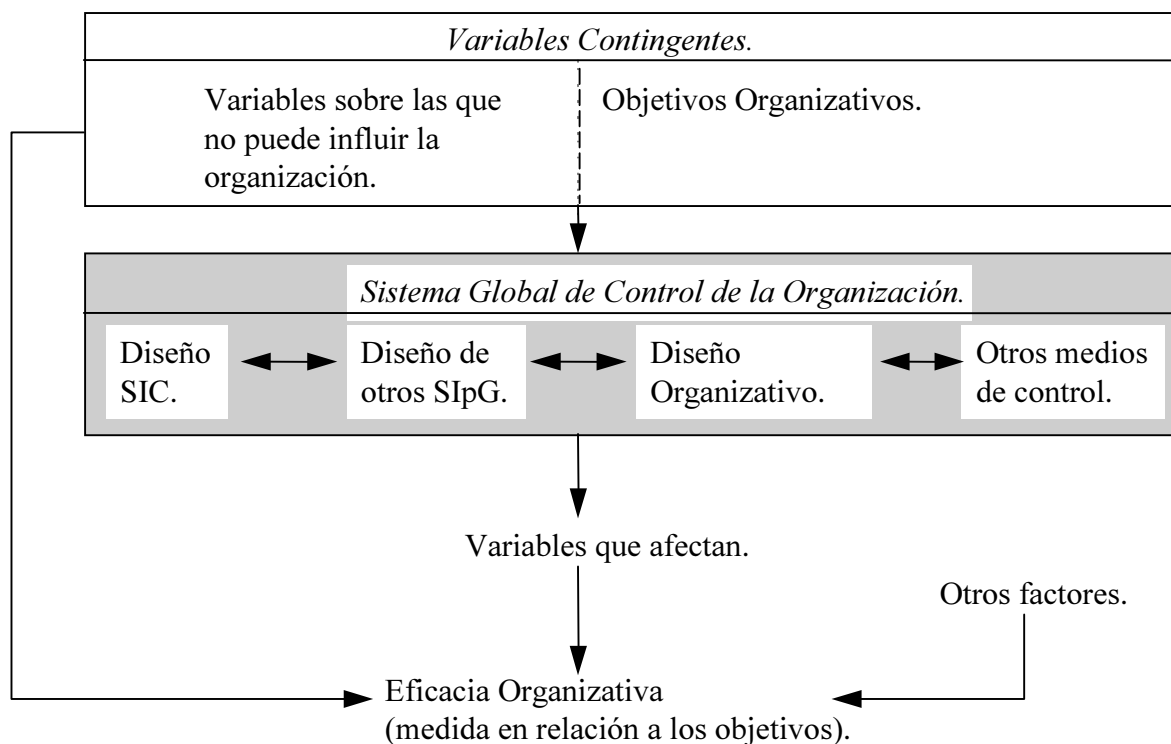 Variables Contingentes.
Variables sobre las que
no puede influir la
organización.
Objetivos Organizativos.
Sistema Global de Control de la Organización.
Diseño
SIC.
Diseño de
otros SIpG.
Diseño
Organizativo.
Otros medios
de control.
Variables que afectan.
Otros factores.
Eficacia Organizativa
(medida en relación a los objetivos).